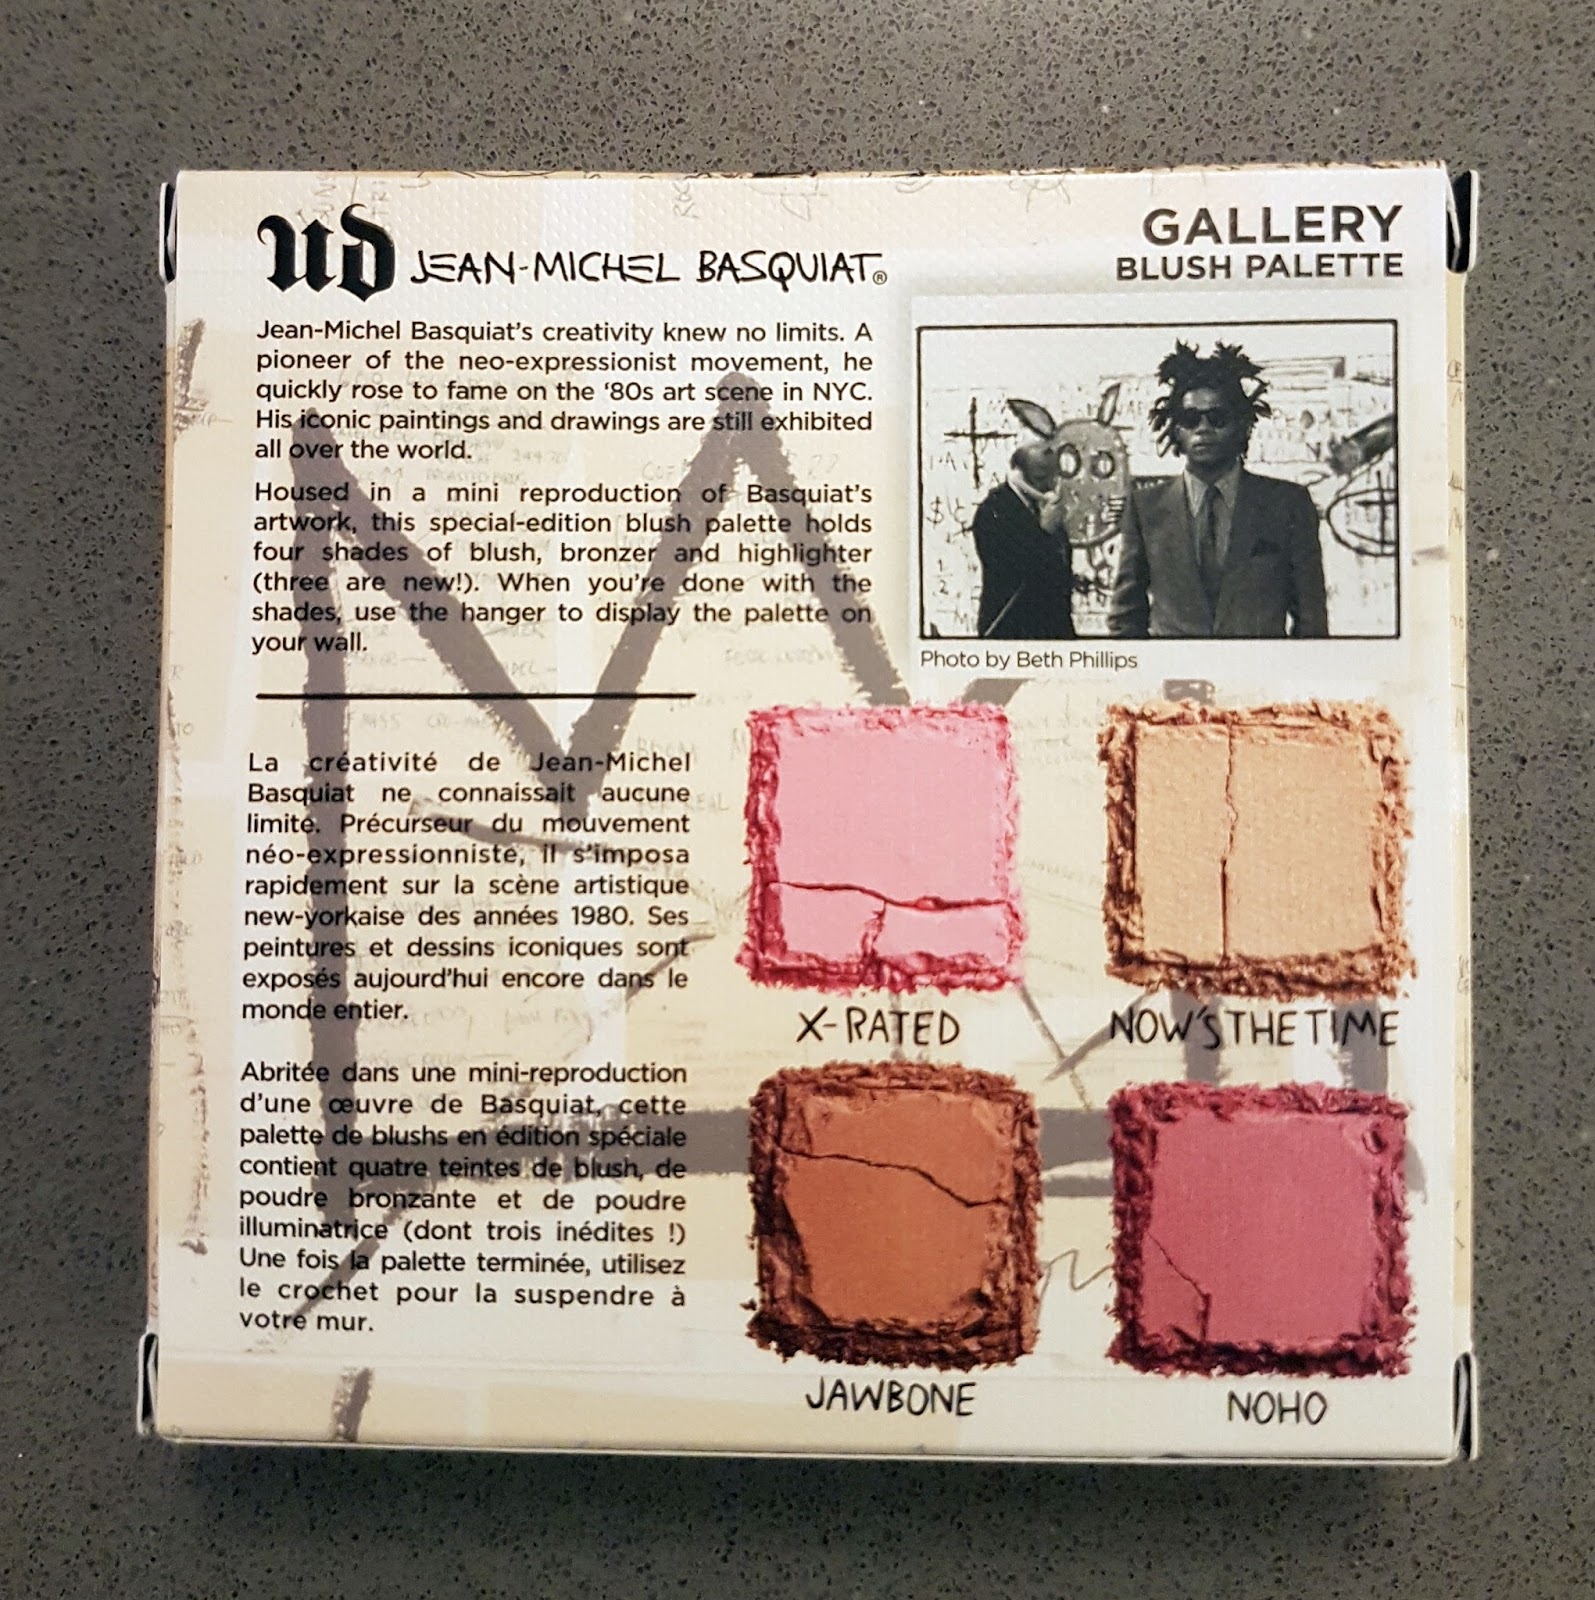 UD JEAN-MICHEL BASQUIAT®
GALLERY
BLUSH PALETTE
Jean-Michel Basquiat's creativity knew no limits. A
pioneer of the neo-expressionist movement, he
quickly rose to fame on the '80s art scene in NYC.
His iconic paintings and drawings are still exhibited
all over the world.
Housed in a mini reproduction of Basquiat's
artwork, this special-edition blush palette holds
four shades of blush, bronzer and highlighter
(three are new!). When you're done with the
shades, use the hanger to display the palette on
your wall.
Photo by Beth Phillips
La créativité de Jean-Michel
Basquiat ne connaissait aucune
limite. Précurseur du mouvement
néo-expressionniste, il s'imposa
rapidement sur la scène artistique
new-yorkaise des années 1980. Ses
peintures et dessins iconiques sont
exposés aujourd'hui encore dans le
monde entier.
Abritée dans une mini-reproduction
d'une œuvre de Basquiat, cette
palette de blushs en édition spéciale
contient quatre teintes de blush, de
poudre bronzante et de poudre
illuminatrice (dont trois inédites !)
Une fois la palette terminée, utilisez
le crochet pour la suspendre à
votre mur.
X-RATED
NOW'S THE TIME
JAWBONE
NOHO